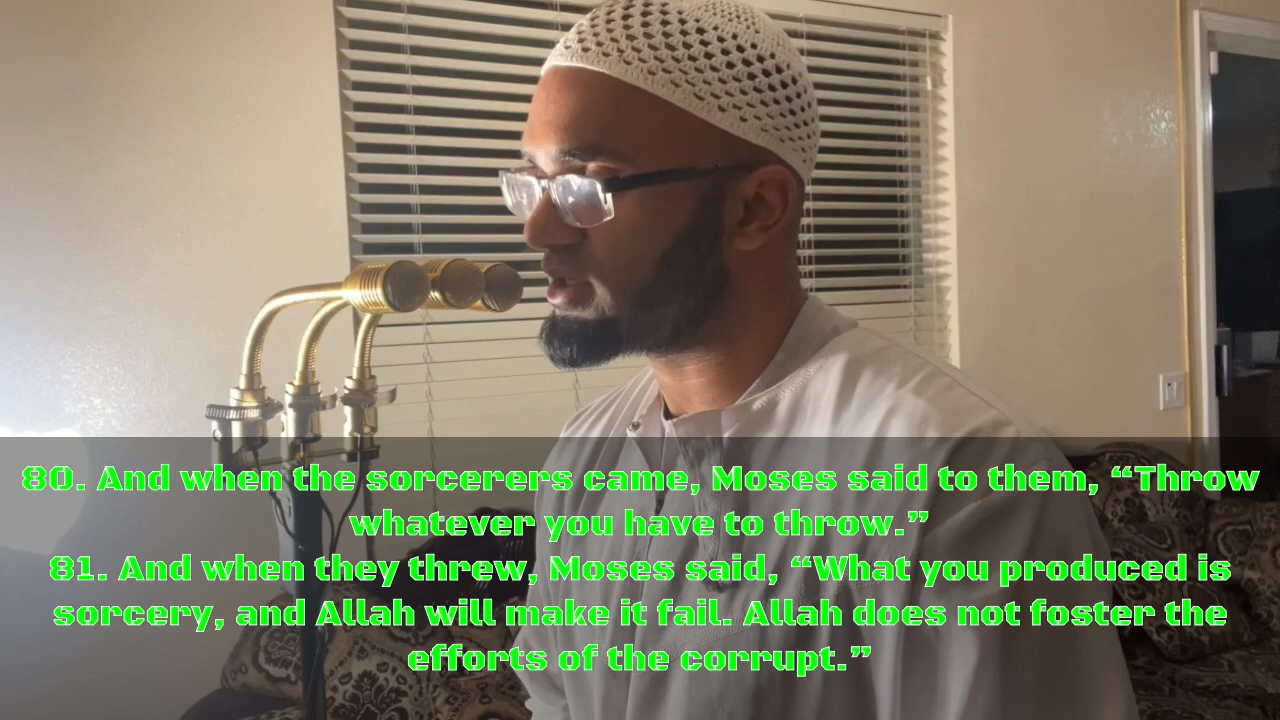 80. And when the sorcerers came, Moses said to them, “Throw
whatever you have to throw.”
81. And when they threw, Moses said, “What you produced is
sorcery, and Allah will make it fail. Allah does not foster the
efforts of the corrupt.”